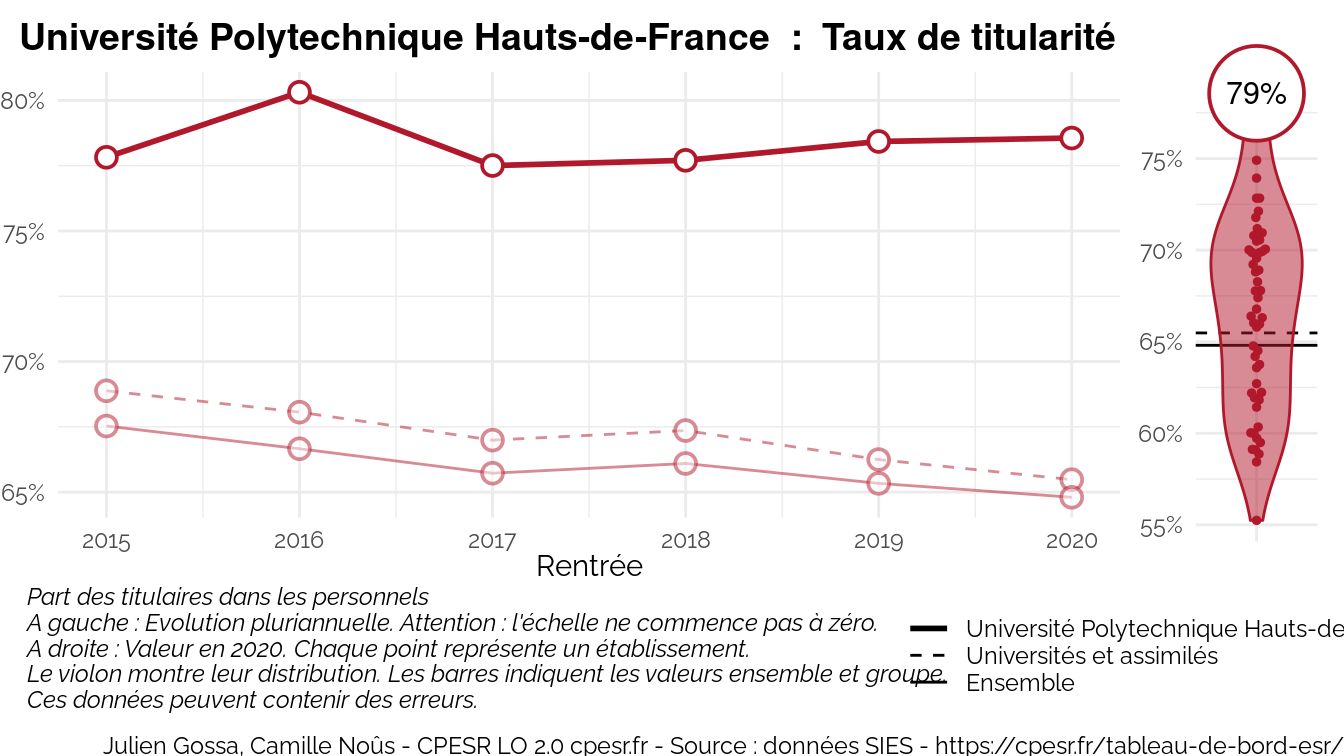 Université Polytechnique Hauts-de-France : Taux de titularité
79%
80%
75%
70%
65%
2015 2016 2017 2018 2019 2020
Rentrée
75%
70%
65%
60%
55%
Part des titulaires dans les personnels
A gauche : Evolution pluriannuelle. Attention : l'échelle ne commence pas à zéro.
A droite : Valeur en 2020. Chaque point représente un établissement.
Le violon montre leur distribution. Les barres indiquent les valeurs ensemble et groupe.
Ces données peuvent contenir des erreurs.
Université Polytechnique Hauts-de
Universités et assimilés
Ensemble
Julien Gossa, Camille Noûs - CPESR LO 2.0 cpesr.fr - Source : données SIES - https://cpesr.fr/tableau-de-bord-esr/